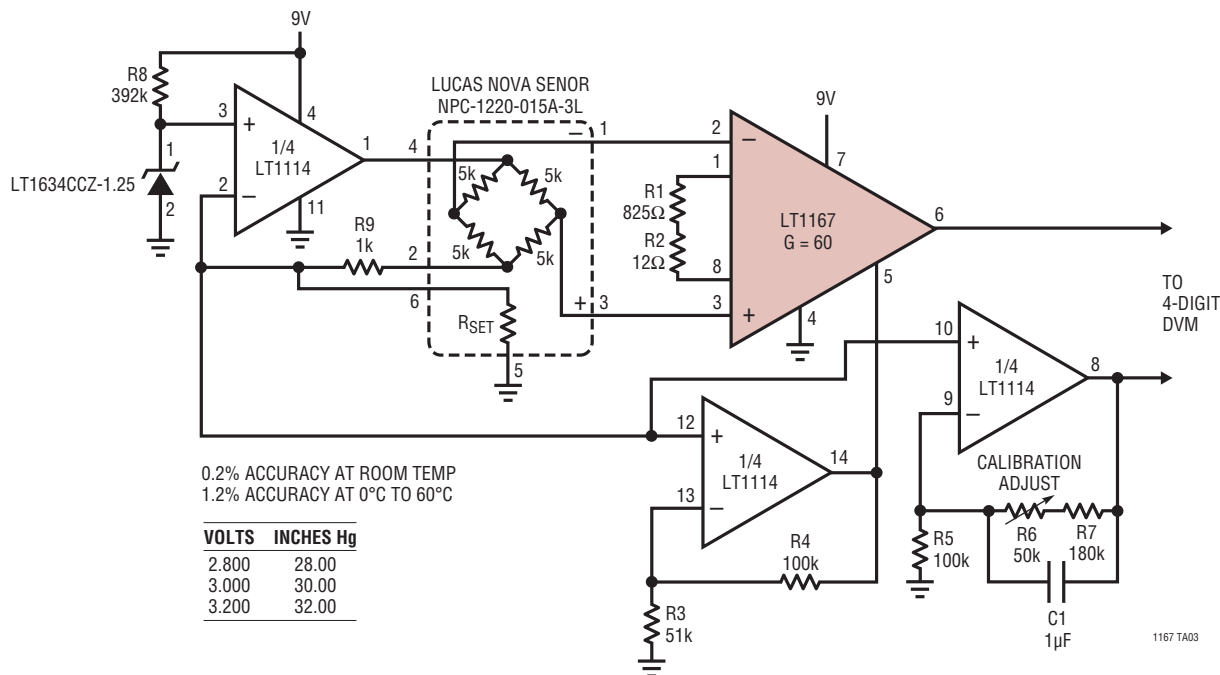 9V
R8
392k
LT1634CCZ-1.25
1
2
3
+
2
–
4
1/4
LT1114
11
1
LUCAS NOVA SENOR
NPC-1220-015A-3L
4
5k
5k
5k
5k
–
1
R9
1k
2
6
RSET
5
+
3
2
–
1
R1
825Ω
R2
12Ω
8
3
+
9V
7
LT1167
G = 60
4
6
5
TO
4-DIGIT
DVM
10
+
9
–
1/4
LT1114
8
12
+
13
–
1/4
LT1114
14
CALIBRATION
ADJUST
R6
50k
R7
180k
R5
100k
C1
1µF
R4
100k
R3
51k
0.2% ACCURACY AT ROOM TEMP
1.2% ACCURACY AT 0°C TO 60°C
VOLTS INCHES Hg
2.800 28.00
3.000 30.00
3.200 32.00
1167 TA03